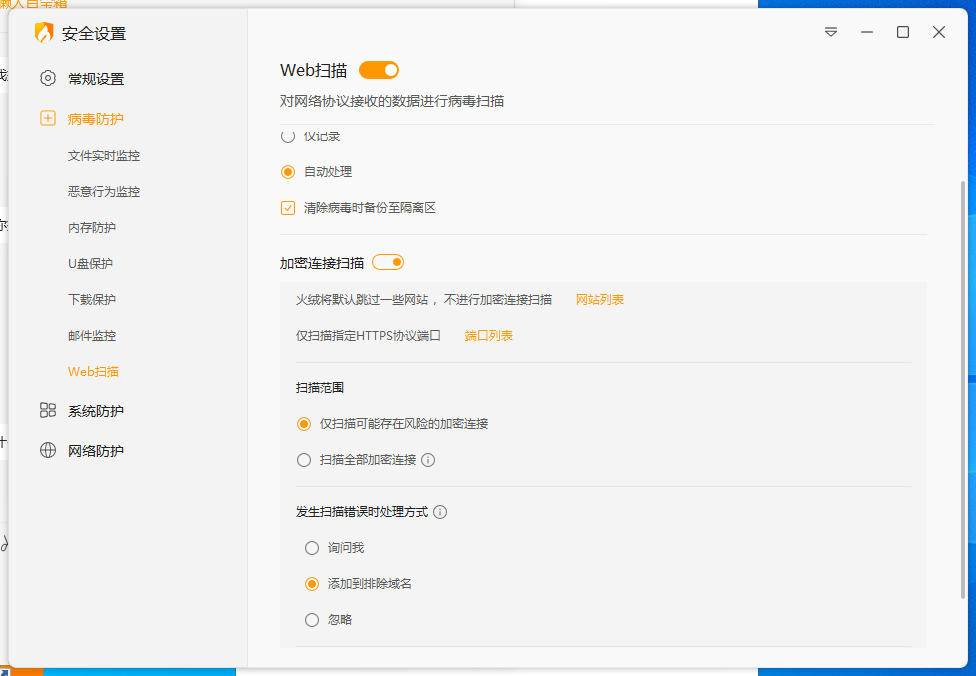 懒人百宝箱
安全设置
常规设置
病毒防护
文件实时监控
恶意行为监控
内存防护
U盘保护
下载保护
邮件监控
Web扫描
系统防护
网络防护
Web扫描
对网络协议接收的数据进行病毒扫描
仅记录
自动处理
清除病毒时备份至隔离区
加密连接扫描
火绒将默认跳过一些网站，不进行加密连接扫描 网站列表
仅扫描指定HTTPS协议端口 端口列表
扫描范围
仅扫描可能存在风险的加密连接
扫描全部加密连接
发生扫描错误时处理方式
询问我
添加到排除域名
忽略